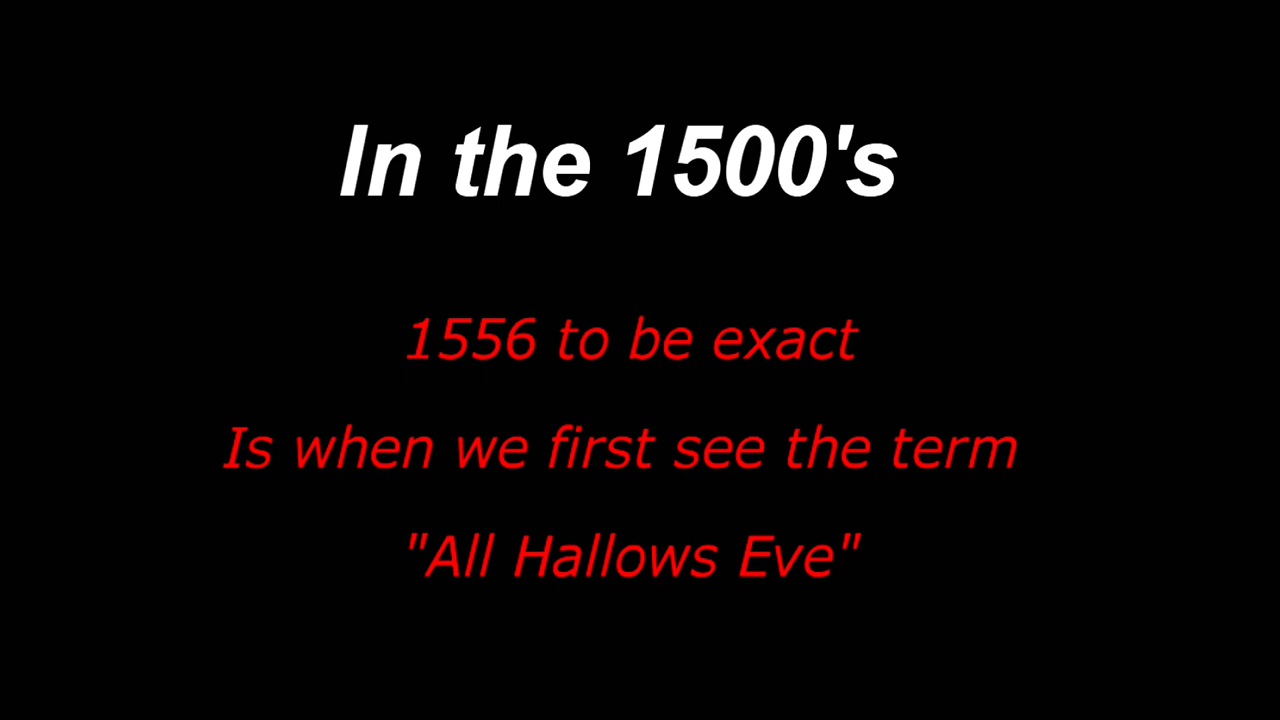 In the 1500's
1556 to be exact
Is when we first see the term
"All Hallows Eve"